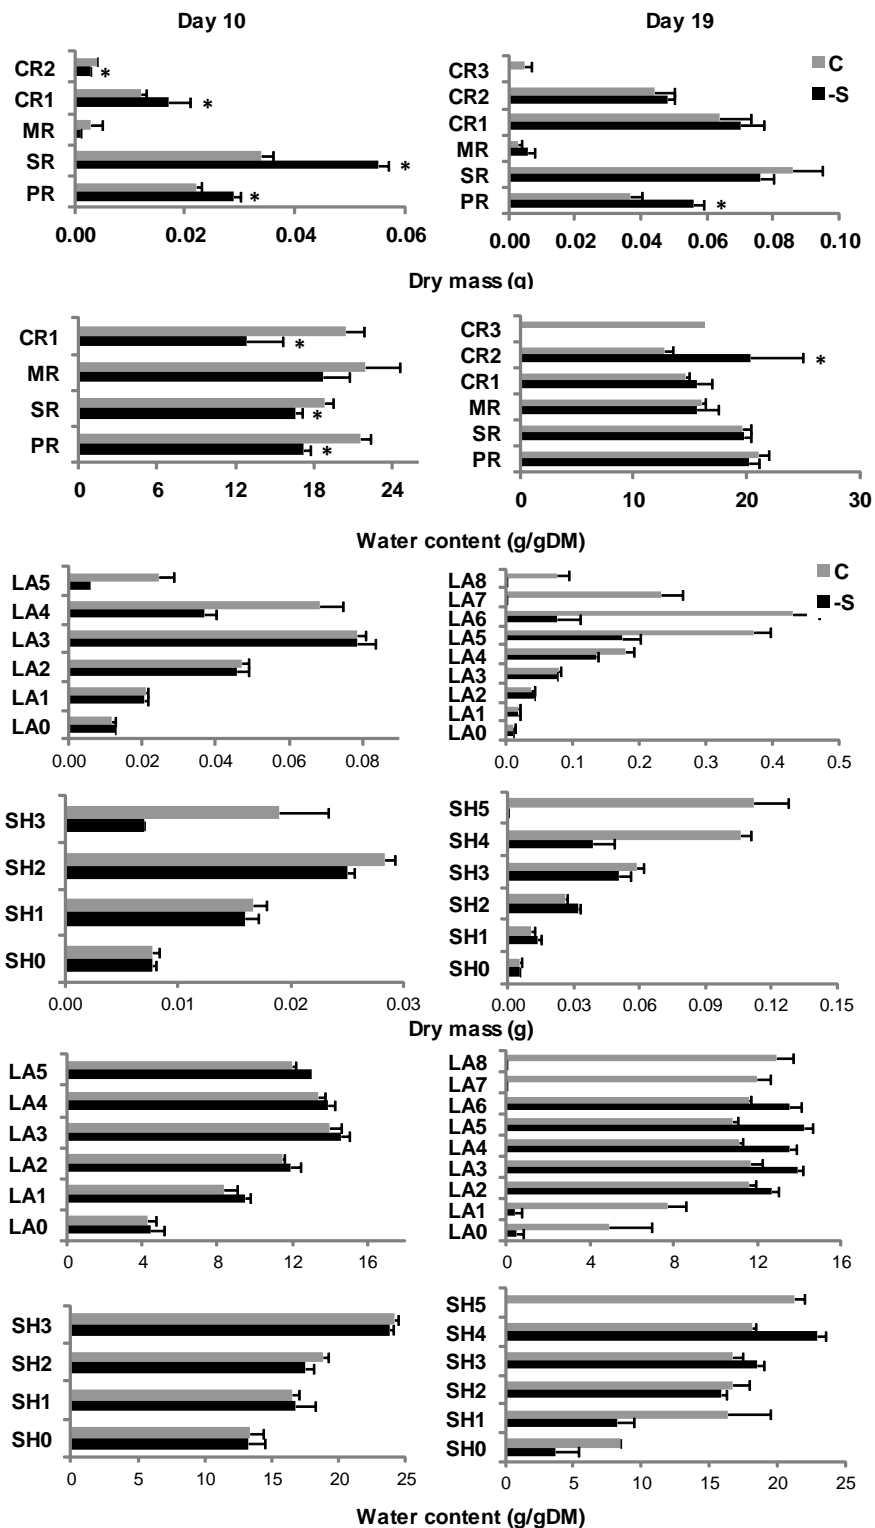 Day 10
Day 19
CR2
*
CR1
*
MR
SR
*
PR
*
0.00 0.02 0.04 0.06
CR3
CR2
CR1
MR
SR
PR
*
0.00 0.02 0.04 0.06 0.08 0.10
C
-S
Dry mass (g)
CR1
*
MR
SR
*
PR
*
0 6 12 18 24
CR3
CR2
*
CR1
MR
SR
PR
0 10 20 30
Water content (g/gDM)
LA5
LA4
LA3
LA2
LA1
LA0
0.00 0.02 0.04 0.06 0.08
LA8
LA7
LA6
LA5
LA4
LA3
LA2
LA1
LA0
0.0 0.1 0.2 0.3 0.4 0.5
C
-S
SH3
SH2
SH1
SH0
0.00 0.01 0.02 0.03
SH5
SH4
SH3
SH2
SH1
SH0
0.00 0.03 0.06 0.09 0.12 0.15
Dry mass (g)
LA5
LA4
LA3
LA2
LA1
LA0
0 4 8 12 16
LA8
LA7
LA6
LA5
LA4
LA3
LA2
LA1
LA0
0 4 8 12 16
SH3
SH2
SH1
SH0
0 5 10 15 20 25
SH5
SH4
SH3
SH2
SH1
SH0
0 5 10 15 20 25
Water content (g/gDM)